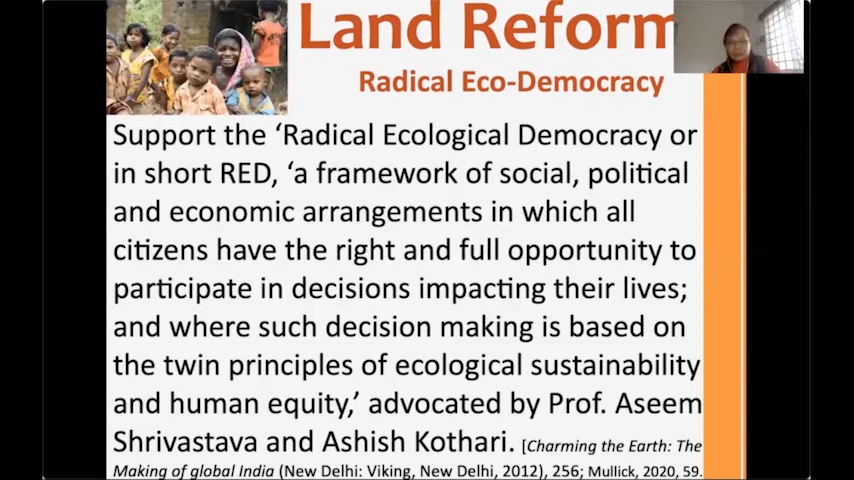 Land Reform
Radical Eco-Democracy
Support the ‘Radical Ecological Democracy or
in short RED, ‘a framework of social, political
and economic arrangements in which all
citizens have the right and full opportunity to
participate in decisions impacting their lives;
and where such decision making is based on
the twin principles of ecological sustainability
and human equity,’ advocated by Prof. Aseem
Shrivastava and Ashish Kothari. [Charming the Earth: The
Making of global India (New Delhi: Viking, New Delhi, 2012), 256; Mullick, 2020, 59.